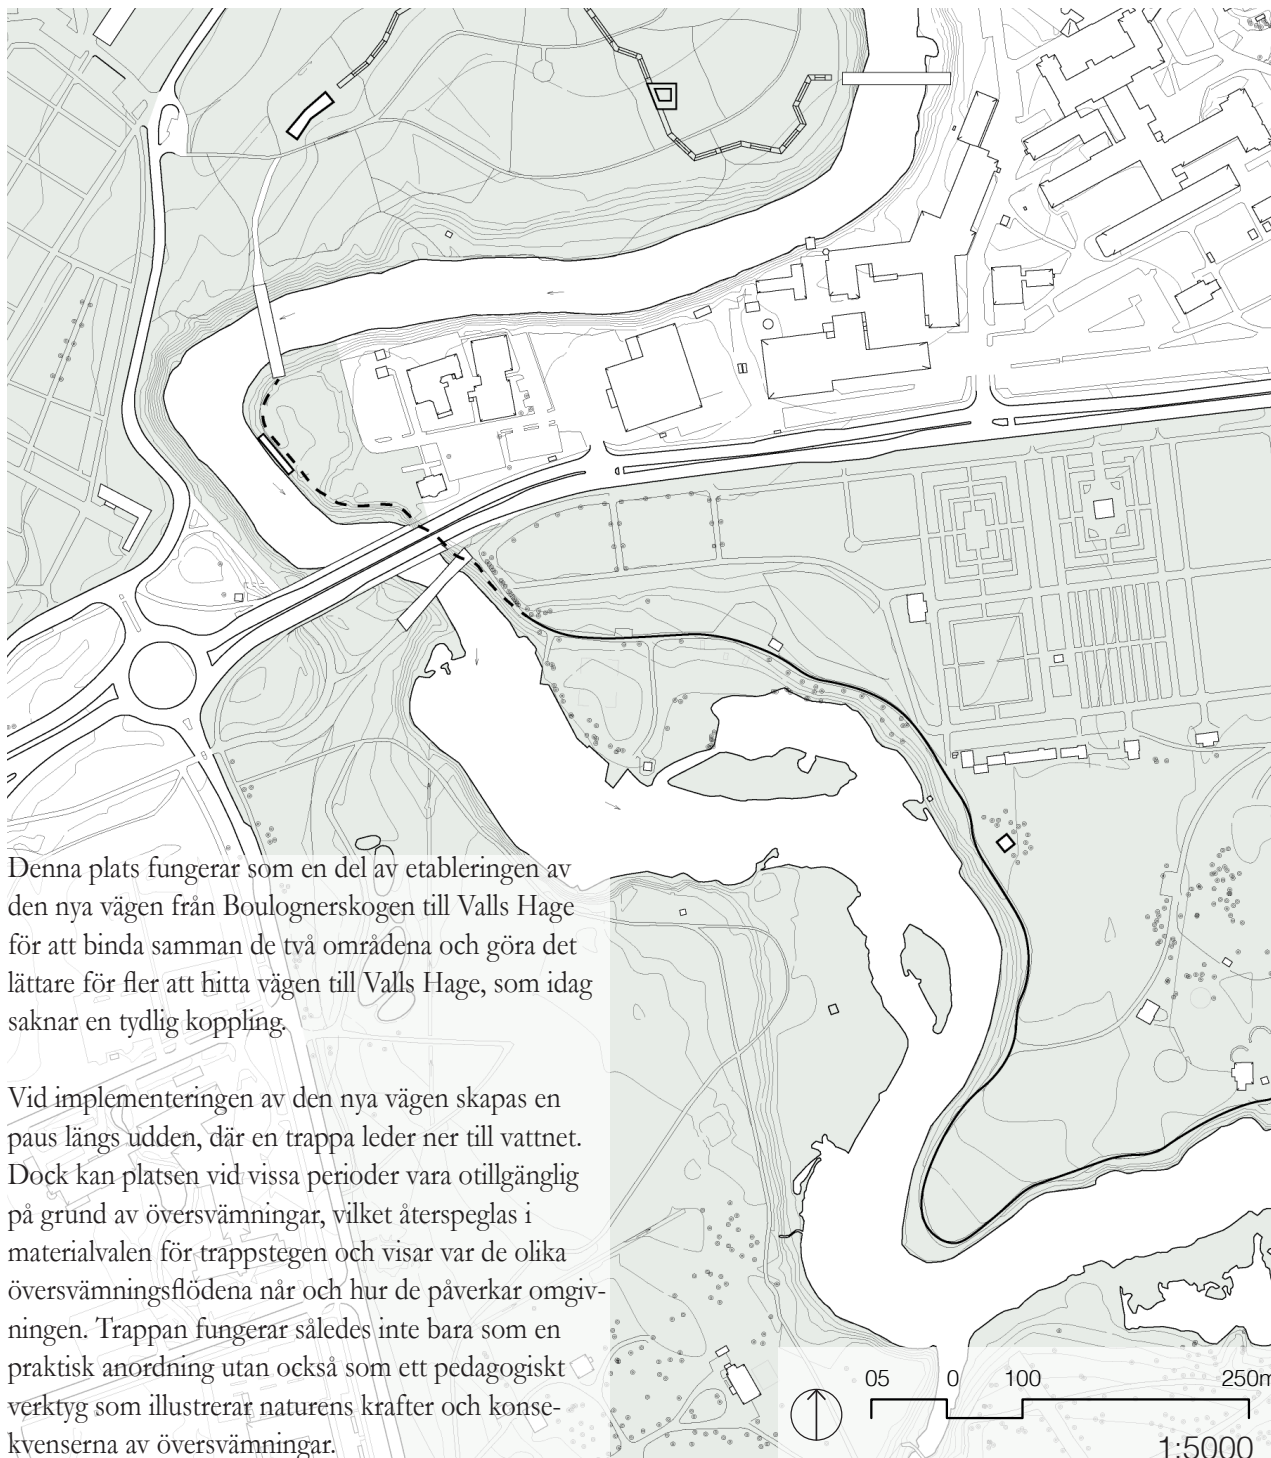 Denna plats fungerar som en del av etableringen av
den nya vägen från Boulognerskogen till Valls Hage
för att binda samman de två områdena och göra det
lättare för fler att hitta vägen till Valls Hage, som idag
saknar en tydlig koppling.

Vid implementeringen av den nya vägen skapas en
paus längs udden, där en trappa leder ner till vattnet.
Dock kan platsen vid vissa perioder vara otillgänglig
på grund av översvämningar, vilket återspeglas i
materialvalen för trappstegen och visar var de olika
översvämningsflödena når och hur de påverkar omgiv-
ningen. Trappan fungerar således inte bara som en
praktisk anordning utan också som ett pedagogiskt
verktyg som illustrerar naturens krafter och konse-
kvenserna av översvämningar.
05 0 100 250m
1:5000